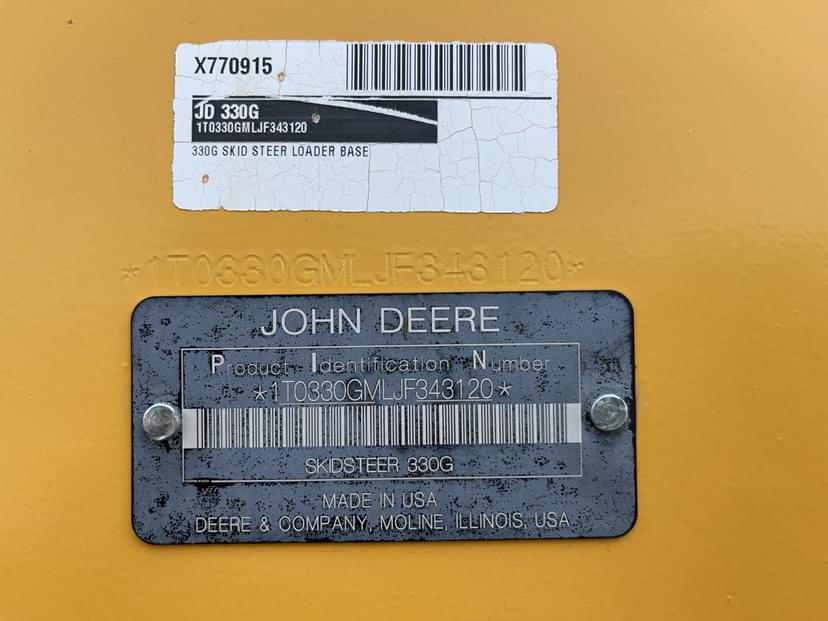 X770915
JD 330G
1T0330GMLJF343120
330G SKID STEER LOADER BASE
*1T0330GMLJF343120*
JOHN DEERE
Product Identification Number
*1T0330GMLJF343120*
SKIDSTEER 330G
MADE IN USA
DEERE & COMPANY, MOLINE, ILLINOIS, USA